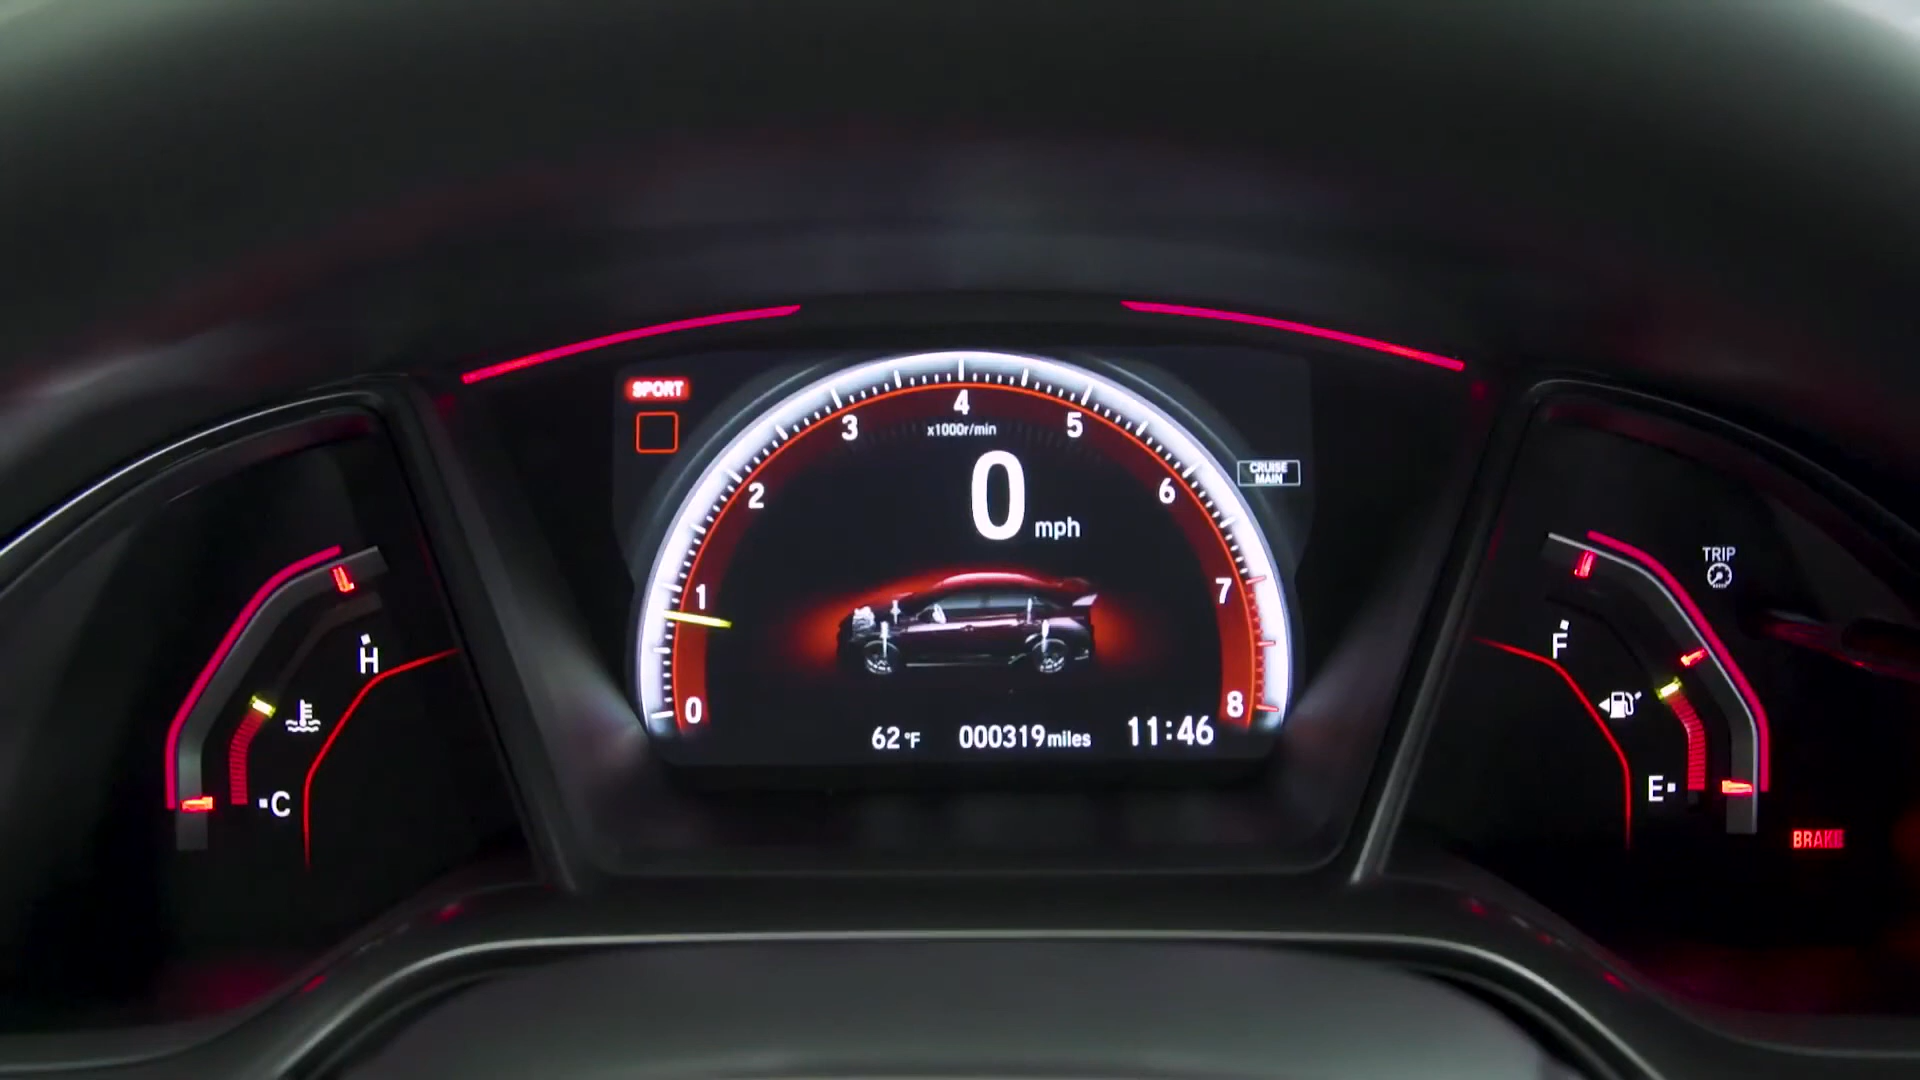 SPORT
4
3
5
x1000r/min
CRUISE
MAIN
2
6
0
mph
TRIP
1
7
H
F
0
8
62°F
000319miles
11:46
C
E
BRAKE